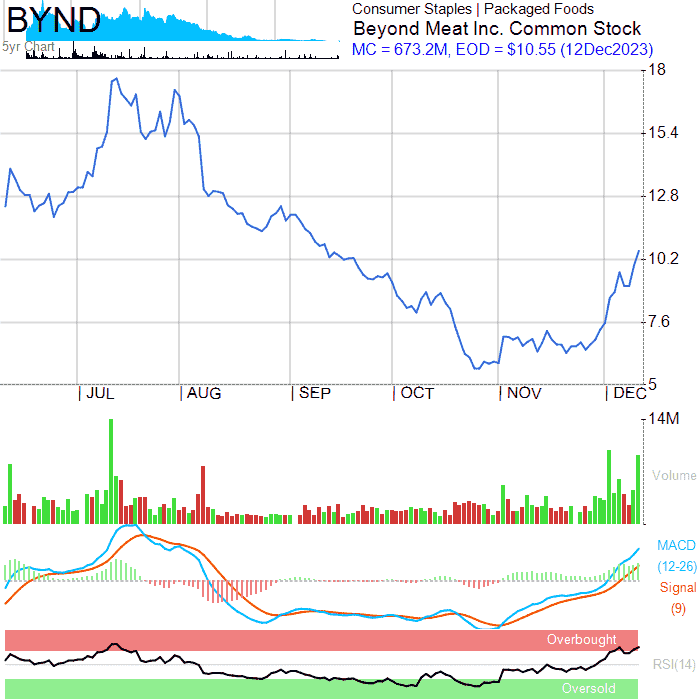 BYND
5yr Chart
Consumer Staples | Packaged Foods
Beyond Meat Inc. Common Stock
MC = 673.2M, EOD = $10.55 (12Dec2023)
18
15.4
12.8
10.2
7.6
5
JUL
AUG
SEP
OCT
NOV
DEC
14M
Volume
MACD
(12-26)
Signal
(9)
Overbought
RSI(14)
Oversold